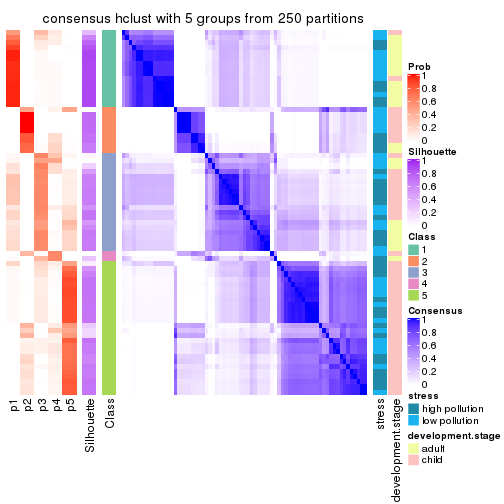 consensus hclust with 5 groups from 250 partitions
Prob
1
0.8
0.6
0.4
0.2
0
Silhouette
1
0.8
0.6
0.4
0.2
0
Class
1
2
3
4
5
Consensus
1
0.8
0.6
0.4
0.2
0
stress
high pollution
low pollution
development.stage
adult
child
p1
p2
p3
p4
p5
Silhouette
Class
stress
development.stage